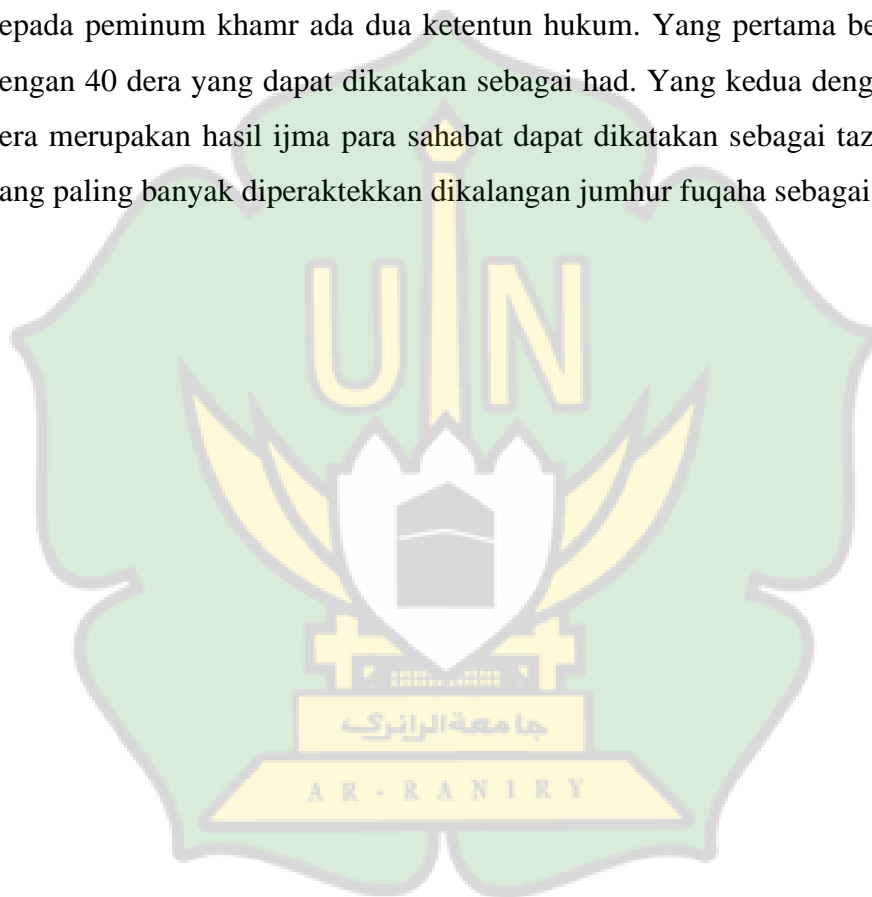 epada peminum khamr ada dua ketentun hukum. Yang pertama be
engan 40 dera yang dapat dikatakan sebagai had. Yang kedua deng
era merupakan hasil ijma para sahabat dapat dikatakan sebagai taz
ang paling banyak diperaktekkan dikalangan jumhur fuqaha sebagai
UIN
جامعة الرانري
AR-RANIRY